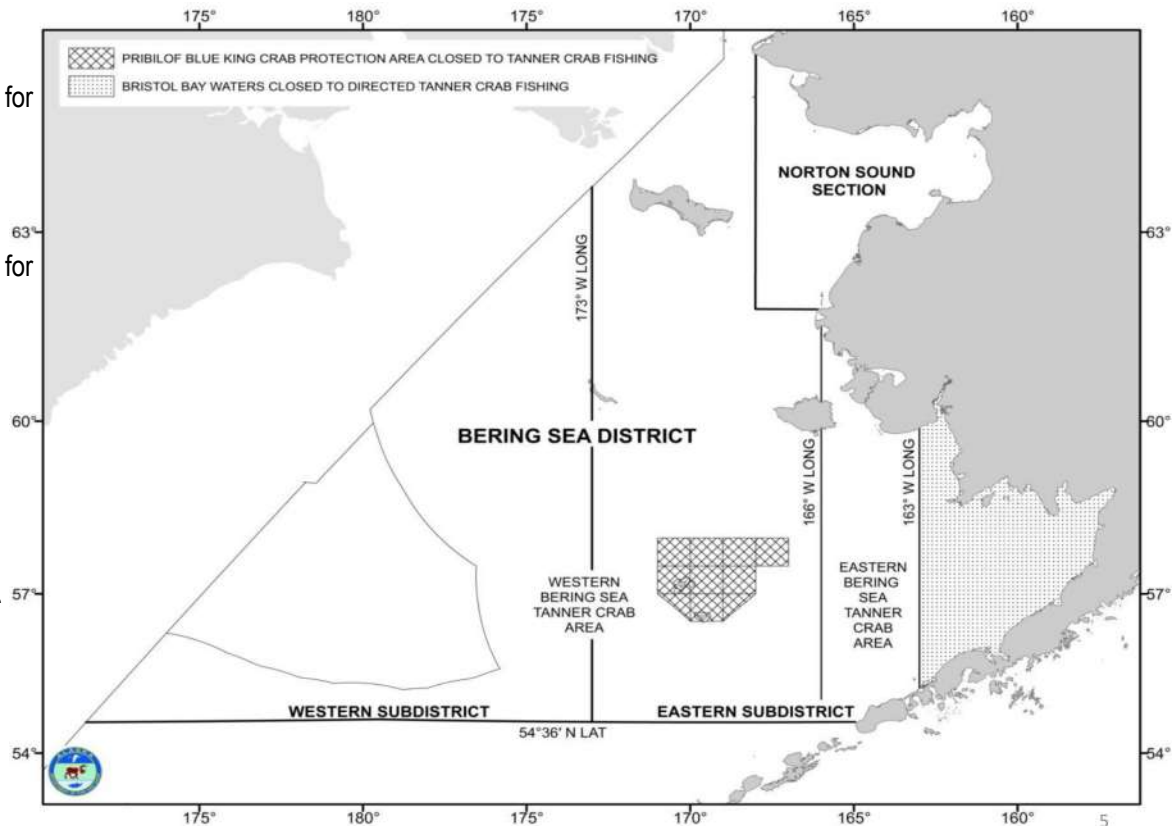 175°
180°
175°
170°
165°
160°
PRIBILOF BLUE KING CRAB PROTECTION AREA CLOSED TO TANNER CRAB FISHING
BRISTOL BAY WATERS CLOSED TO DIRECTED TANNER CRAB FISHING
for
for
NORTON SOUND
SECTION
63°
63°
173° W LONG
60°
60°
BERING SEA DISTRICT
166° W LONG
163° W LONG
57°
57°
WESTERN
BERING SEA
TANNER CRAB
AREA
EASTERN
BERING
SEA
TANNER
CRAB
AREA
WESTERN SUBDISTRICT
EASTERN SUBDISTRICT
54°36' N LAT
54°
54°
175°
180°
175°
170°
165°
160°
5